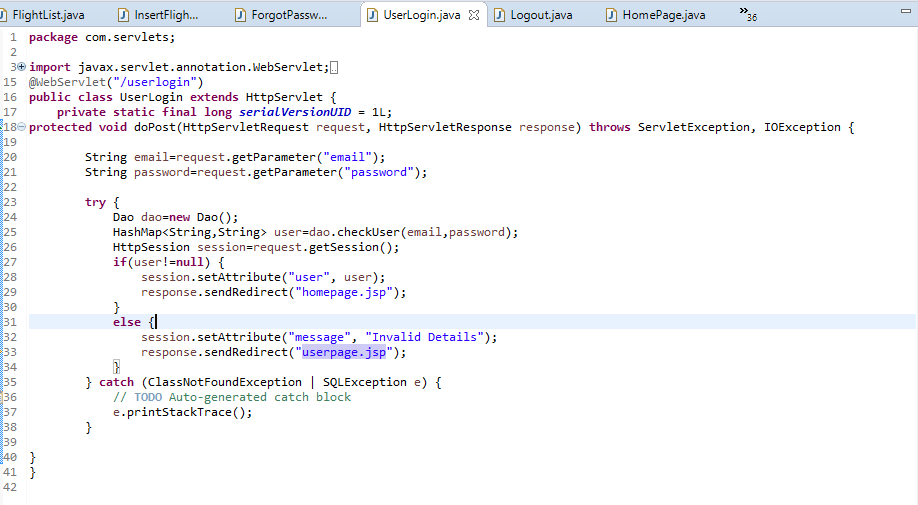 FlightList.java InsertFligh... ForgotPassw... UserLogin.java Logout.java HomePage.java »36
1 package com.servlets;
2
3 import javax.servlet.annotation.WebServlet;
15 @WebServlet("/userlogin")
16 public class UserLogin extends HttpServlet {
17 private static final long serialVersionUID = 1L;
18 protected void doPost(HttpServletRequest request, HttpServletResponse response) throws ServletException, IOException {
19
20 String email=request.getParameter("email");
21 String password=request.getParameter("password");
22
23 try {
24 Dao dao=new Dao();
25 HashMap<String,String> user=dao.checkUser(email,password);
26 HttpSession session=request.getSession();
27 if(user!=null) {
28 session.setAttribute("user", user);
29 response.sendRedirect("homepage.jsp");
30 }
31 else {
32 session.setAttribute("message", "Invalid Details");
33 response.sendRedirect("userpage.jsp");
34 }
35 } catch (ClassNotFoundException | SQLException e) {
36 // TODO Auto-generated catch block
37 e.printStackTrace();
38 }
39
40 }
41 }
42